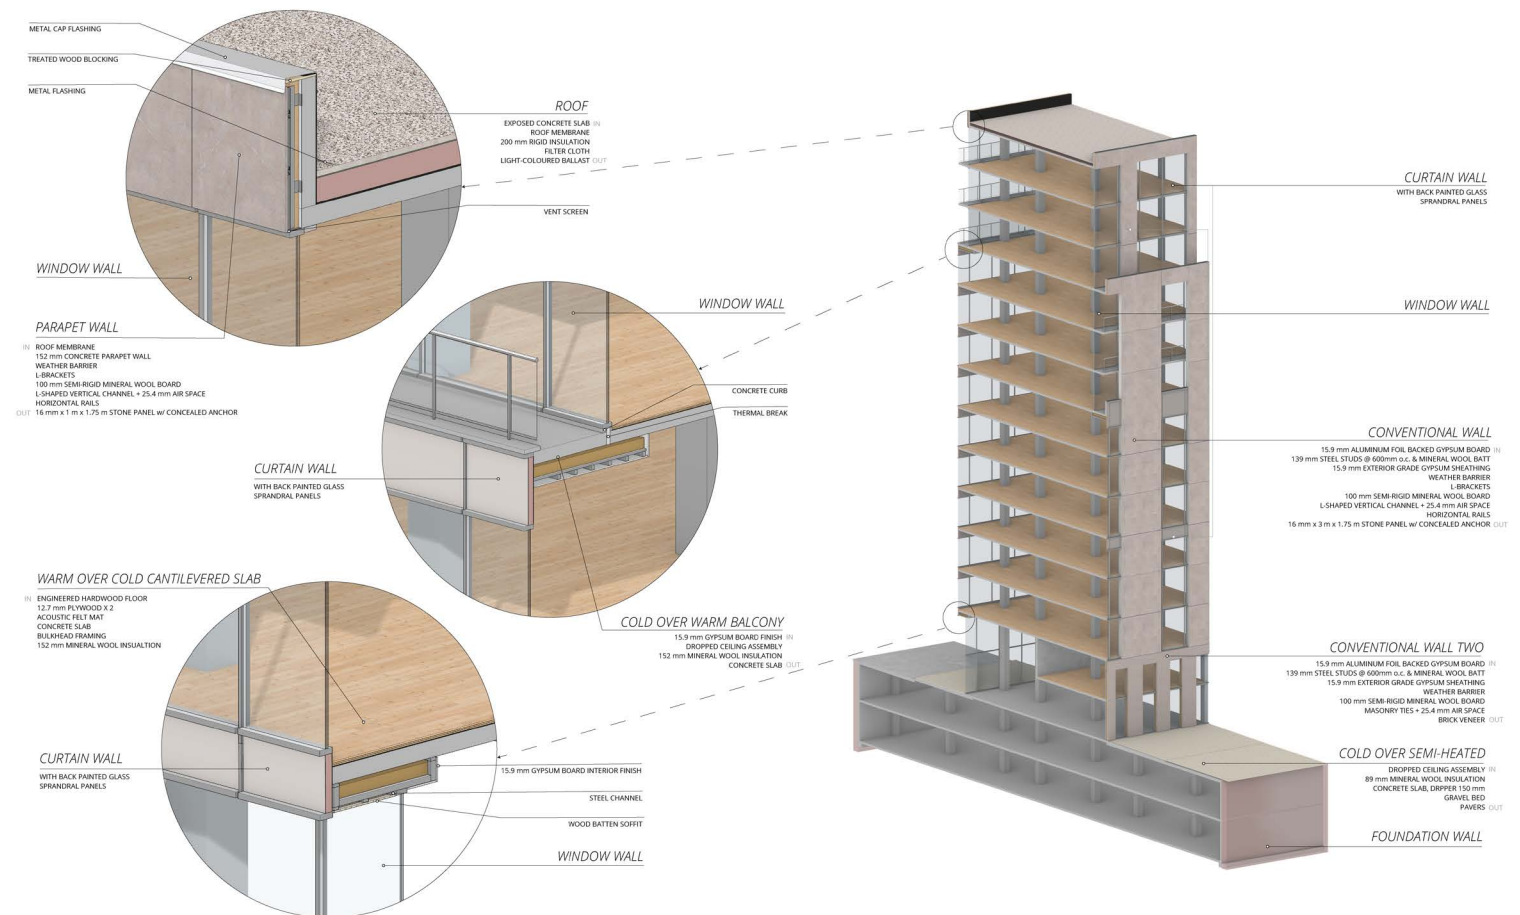 METAL CAP FLASHING
TREATED WOOD BLOCKING
METAL FLASHING
ROOF
EXPOSED CONCRETE SLAB IN
ROOF MEMBRANE
200 mm RIGID INSULATION
FILTER CLOTH
LIGHT-COLOURED BALLAST OUT
VENT SCREEN
WINDOW WALL
PARAPET WALL
IN ROOF MEMBRANE
152 mm CONCRETE PARAPET WALL
WEATHER BARRIER
L-BRACKETS
100 mm SEMI-RIGID MINERAL WOOL BOARD
L-SHAPED VERTICAL CHANNEL + 25.4 mm AIR SPACE
HORIZONTAL RAILS
OUT 16 mm x 1 m x 1.75 m STONE PANEL w/ CONCEALED ANCHOR
WINDOW WALL
CONCRETE CURB
THERMAL BREAK
CURTAIN WALL
WITH BACK PAINTED GLASS
SPRANDRAL PANELS
COLD OVER WARM BALCONY
15.9 mm GYPSUM BOARD FINISH IN
DROPPED CEILING ASSEMBLY
152 mm MINERAL WOOL INSULATION
CONCRETE SLAB OUT
WARM OVER COLD CANTILEVERED SLAB
IN ENGINEERED HARDWOOD FLOOR
12.7 mm PLYWOOD X 2
ACOUSTIC FELT MAT
CONCRETE SLAB
BULKHEAD FRAMING
152 mm MINERAL WOOL INSUALTION
CURTAIN WALL
WITH BACK PAINTED GLASS
SPRANDRAL PANELS
15.9 mm GYPSUM BOARD INTERIOR FINISH
STEEL CHANNEL
WOOD BATTEN SOFFIT
WINDOW WALL
CURTAIN WALL
WITH BACK PAINTED GLASS
SPRANDRAL PANELS
WINDOW WALL
CONVENTIONAL WALL
15.9 mm ALUMINUM FOIL BACKED GYPSUM BOARD IN
139 mm STEEL STUDS @ 600mm o.c. & MINERAL WOOL BATT
15.9 mm EXTERIOR GRADE GYPSUM SHEATHING
WEATHER BARRIER
L-BRACKETS
100 mm SEMI-RIGID MINERAL WOOL BOARD
L-SHAPED VERTICAL CHANNEL + 25.4 mm AIR SPACE
HORIZONTAL RAILS
16 mm x 3 m x 1.75 m STONE PANEL w/ CONCEALED ANCHOR OUT
CONVENTIONAL WALL TWO
15.9 mm ALUMINUM FOIL BACKED GYPSUM BOARD IN
139 mm STEEL STUDS @ 600mm o.c. & MINERAL WOOL BATT
15.9 mm EXTERIOR GRADE GYPSUM SHEATHING
WEATHER BARRIER
100 mm SEMI-RIGID MINERAL WOOL BOARD
MASONRY TIES + 25.4 mm AIR SPACE
BRICK VENEER OUT
COLD OVER SEMI-HEATED
DROPPED CEILING ASSEMBLY IN
89 mm MINERAL WOOL INSULATION
CONCRETE SLAB, DRPPER 150 mm
GRAVEL BED
PAVERS OUT
FOUNDATION WALL